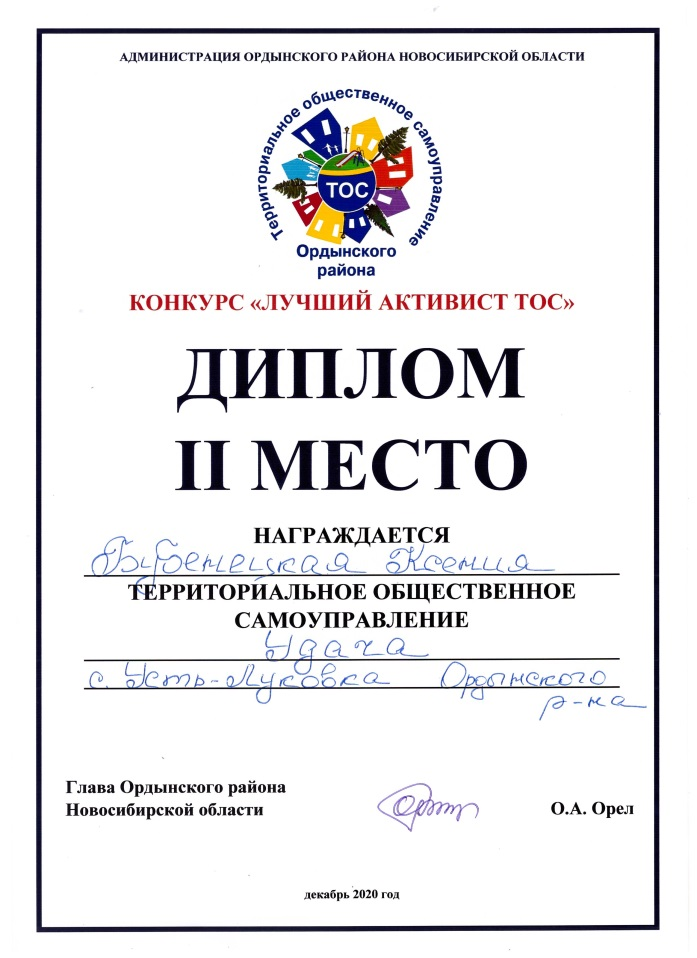 АДМИНИСТРАЦИЯ ОРДЫНСКОГО РАЙОНА НОВОСИБИРСКОЙ ОБЛАСТИ
Территориальное общественное самоуправление
ТОС
Ордынского
района
КОНКУРС «ЛУЧШИЙ АКТИВИСТ ТОС»
ДИПЛОМ
II МЕСТО
НАГРАЖДАЕТСЯ
Ксения
ТЕРРИТОРИАЛЬНОЕ ОБЩЕСТВЕННОЕ
САМОУПРАВЛЕНИЕ
Удача
с. Усть-Луковка Ордынского
р-на
Глава Ордынского района
Новосибирской области
О.А. Орел
декабрь 2020 год